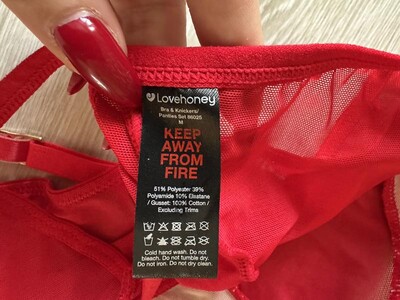 Lovehoney
Bra & Knickers/
Panties Set 86025
M
KEEP
AWAY
FROM
FIRE
51% Polyester 39%
Polyamide 10% Elastane
/ Gusset: 100% Cotton /
Excluding Trims
Cold hand wash. Do not
bleach. Do not tumble dry.
Do not iron. Do not dry clean.